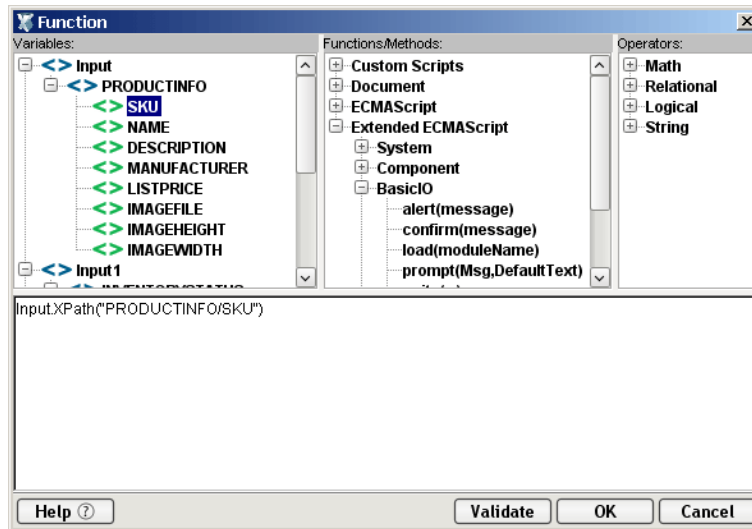 Function
Variables:
Input
PRODUCTINFO
SKU
NAME
DESCRIPTION
MANUFACTURER
LISTPRICE
IMAGEFILE
IMAGEHEIGHT
IMAGEWIDTH
Input1
Functions/Methods:
Custom Scripts
Document
ECMAScript
Extended ECMAScript
System
Component
BasicIO
alert(message)
confirm(message)
load(moduleName)
prompt(Msg,DefaultText)
Operators:
Math
Relational
Logical
String
Input.XPath("PRODUCTINFO/SKU")
Help ?
Validate
OK
Cancel